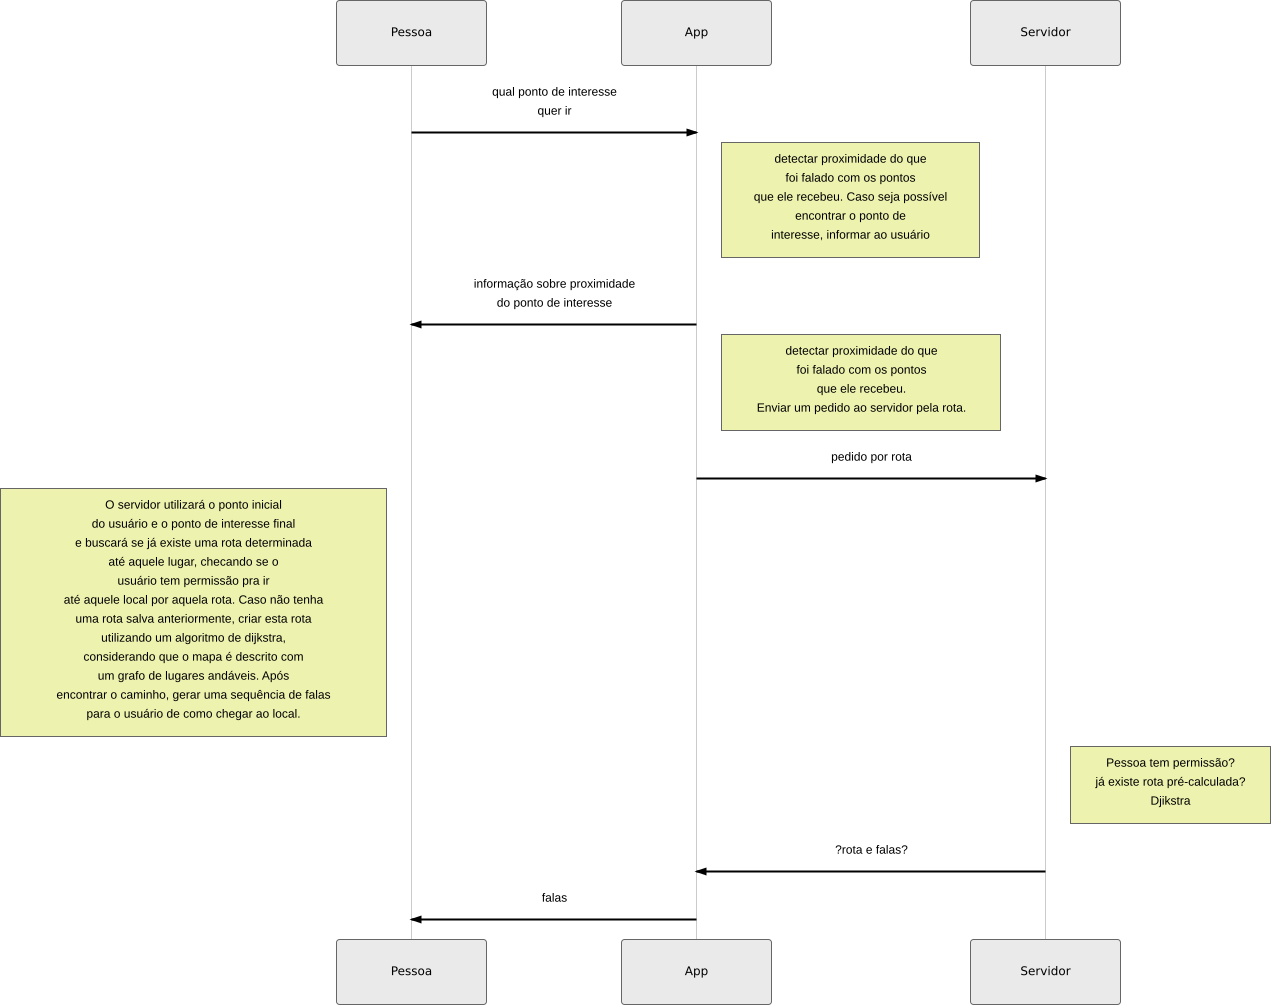 Pessoa
App
Servidor
qual ponto de interesse
quer ir
detectar proximidade do que
foi falado com os pontos
que ele recebeu. Caso seja possível
encontrar o ponto de
interesse, informar ao usuário
informação sobre proximidade
do ponto de interesse
detectar proximidade do que
foi falado com os pontos
que ele recebeu.
Enviar um pedido ao servidor pela rota.
pedido por rota
O servidor utilizará o ponto inicial
do usuário e o ponto de interesse final
e buscará se já existe uma rota determinada
até aquele lugar, checando se o
usuário tem permissão pra ir
até aquele local por aquela rota. Caso não tenha
uma rota salva anteriormente, criar esta rota
utilizando um algoritmo de dijkstra,
considerando que o mapa é descrito com
um grafo de lugares andáveis. Após
encontrar o caminho, gerar uma sequência de falas
para o usuário de como chegar ao local.
Pessoa tem permissão?
já existe rota pré-calculada?
Djikstra
?rota e falas?
falas
Pessoa
App
Servidor